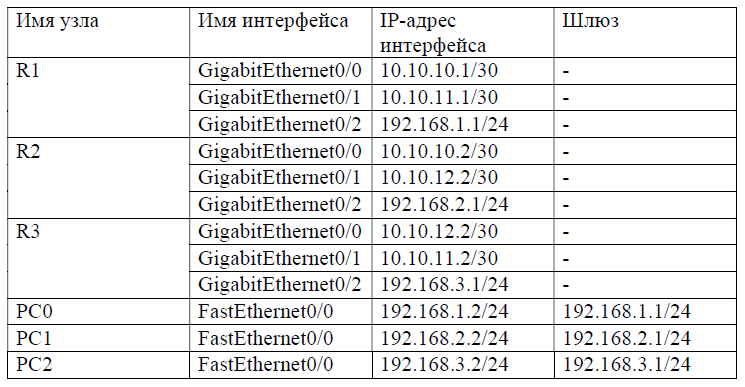 Имя узла Имя интерфейса IP-адрес интерфейса Шлюз
R1 GigabitEthernet0/0 10.10.10.1/30 -
GigabitEthernet0/1 10.10.11.1/30 -
GigabitEthernet0/2 192.168.1.1/24 -
R2 GigabitEthernet0/0 10.10.10.2/30 -
GigabitEthernet0/1 10.10.12.2/30 -
GigabitEthernet0/2 192.168.2.1/24 -
R3 GigabitEthernet0/0 10.10.12.2/30 -
GigabitEthernet0/1 10.10.11.2/30 -
GigabitEthernet0/2 192.168.3.1/24 -
PC0 FastEthernet0/0 192.168.1.2/24 192.168.1.1/24
PC1 FastEthernet0/0 192.168.2.2/24 192.168.2.1/24
PC2 FastEthernet0/0 192.168.3.2/24 192.168.3.1/24